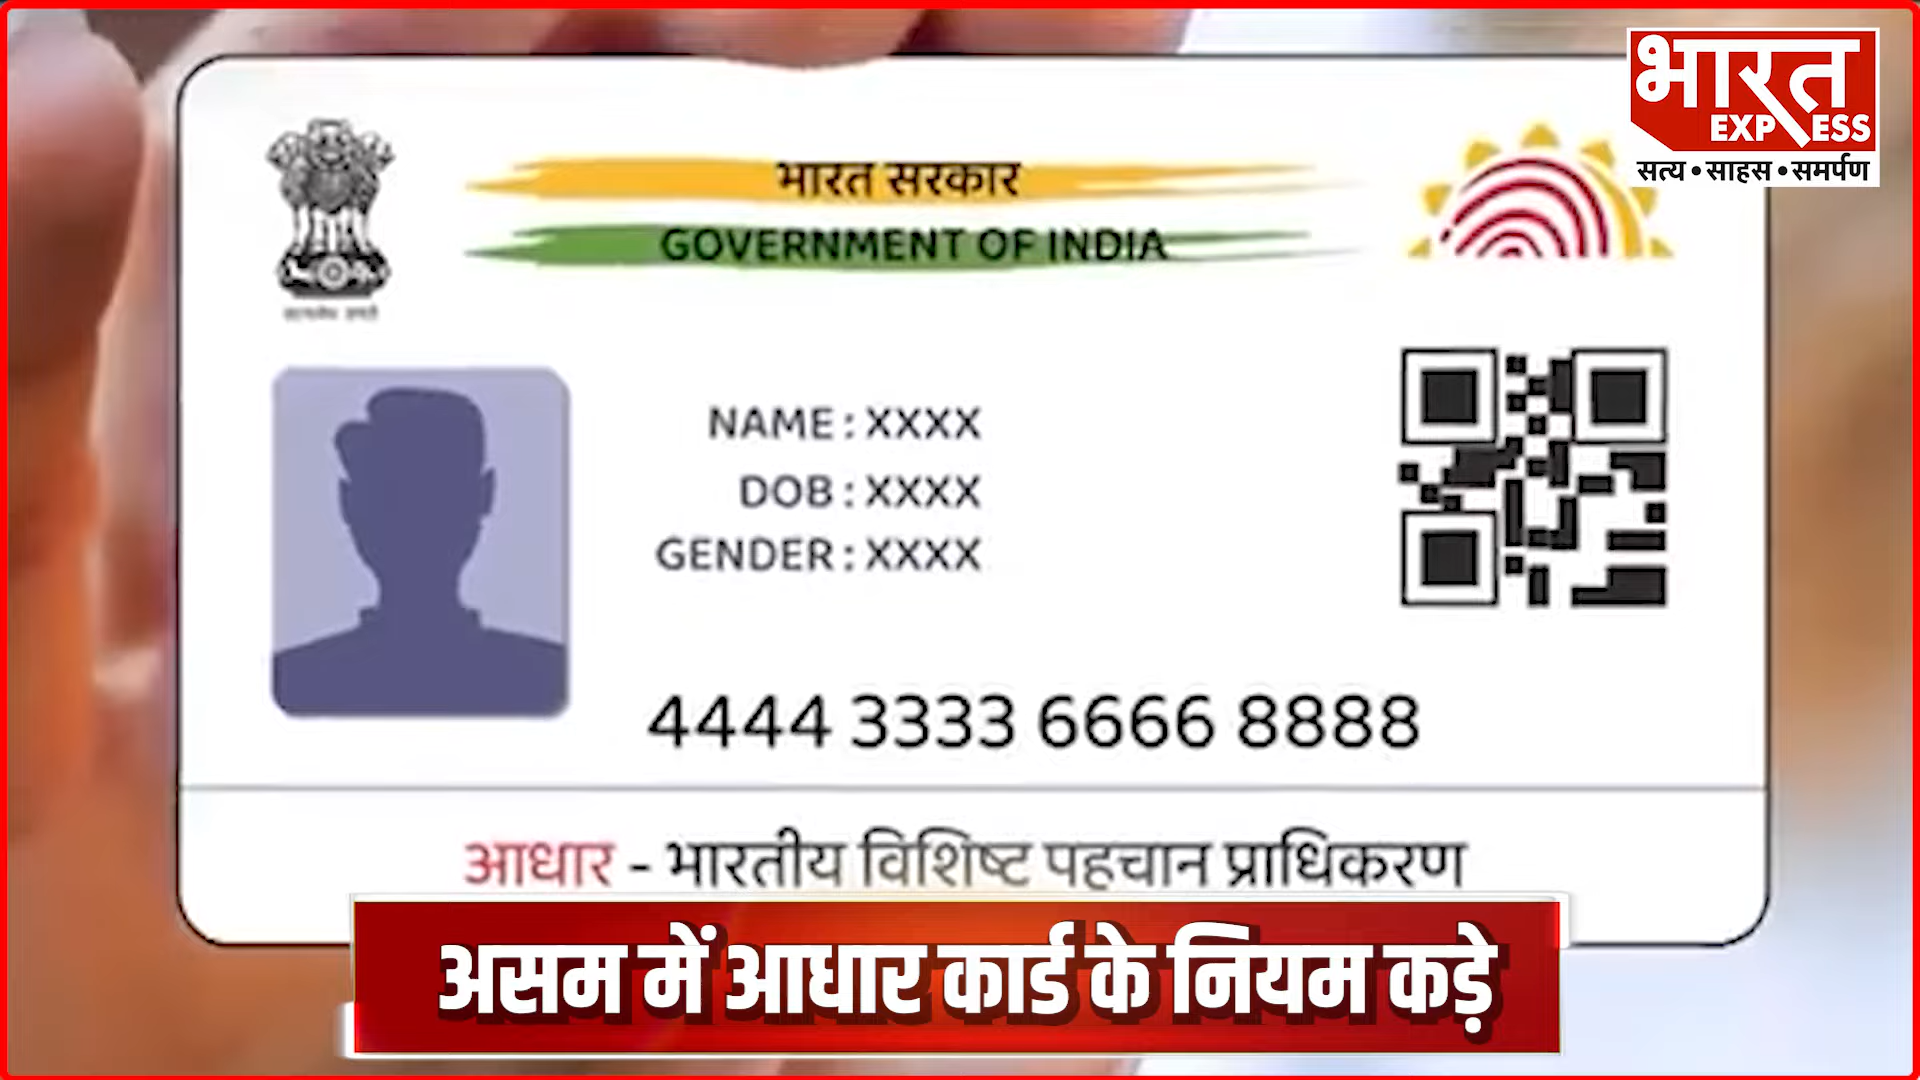 भारत
EXPRESS
सत्य • साहस • समर्पण
भारत सरकार
GOVERNMENT OF INDIA
NAME : XXXX
DOB : XXXX
GENDER : XXXX
4444 3333 6666 8888
आधार - भारतीय विशिष्ट पहचान प्राधिकरण
असम में आधार कार्ड के नियम कड़े